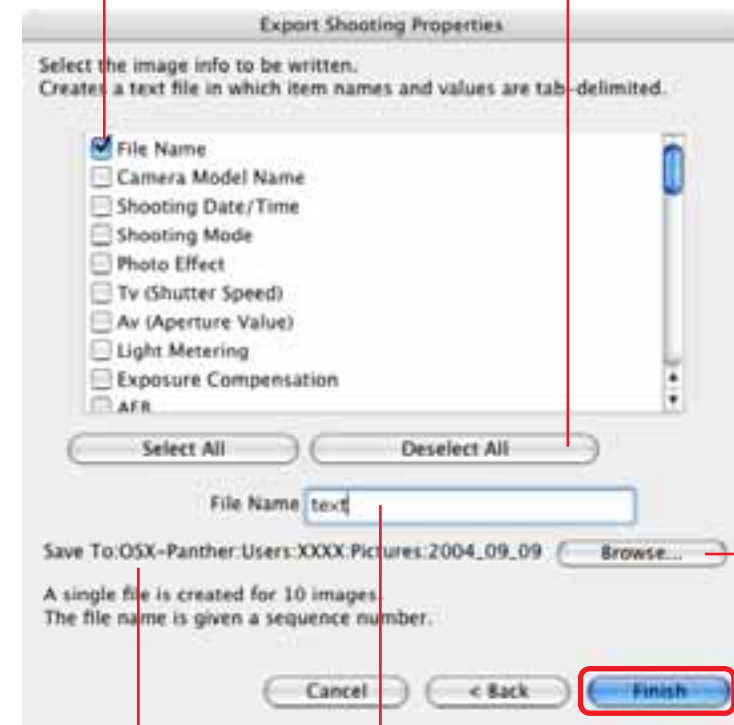 Export Shooting Properties
Select the image info to be written.
Creates a text file in which item names and values are tab-delimited.
File Name
Camera Model Name
Shooting Date/Time
Shooting Mode
Photo Effect
Tv (Shutter Speed)
Av (Aperture Value)
Light Metering
Exposure Compensation
AEB
Select All
Deselect All
File Name text
Save To:OSX-Panther:Users:XXXX:Pictures:2004_09_09 Browse...
A single file is created for 10 images.
The file name is given a sequence number.
Cancel
< Back
Finish